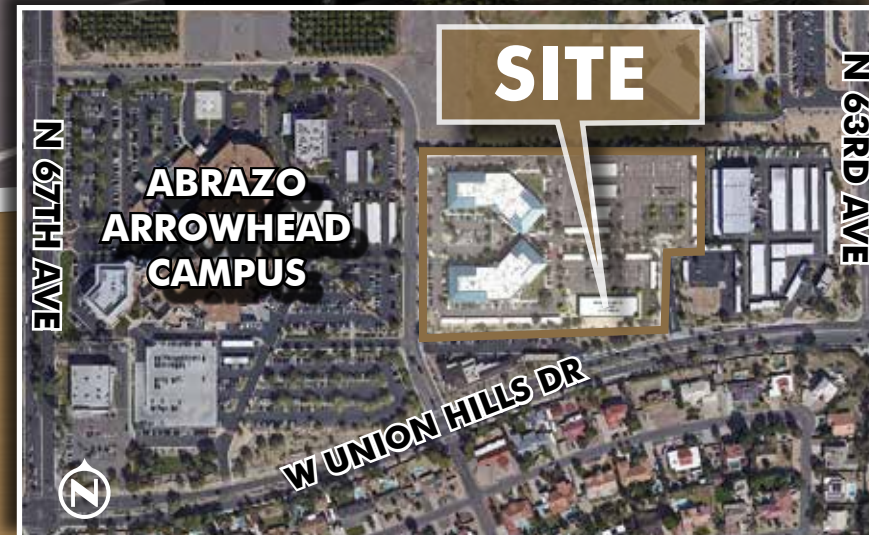 SITE
N 63RD AVE
N 67TH AVE
ABRAZO
ARROWHEAD
CAMPUS
W UNION HILLS DR
N